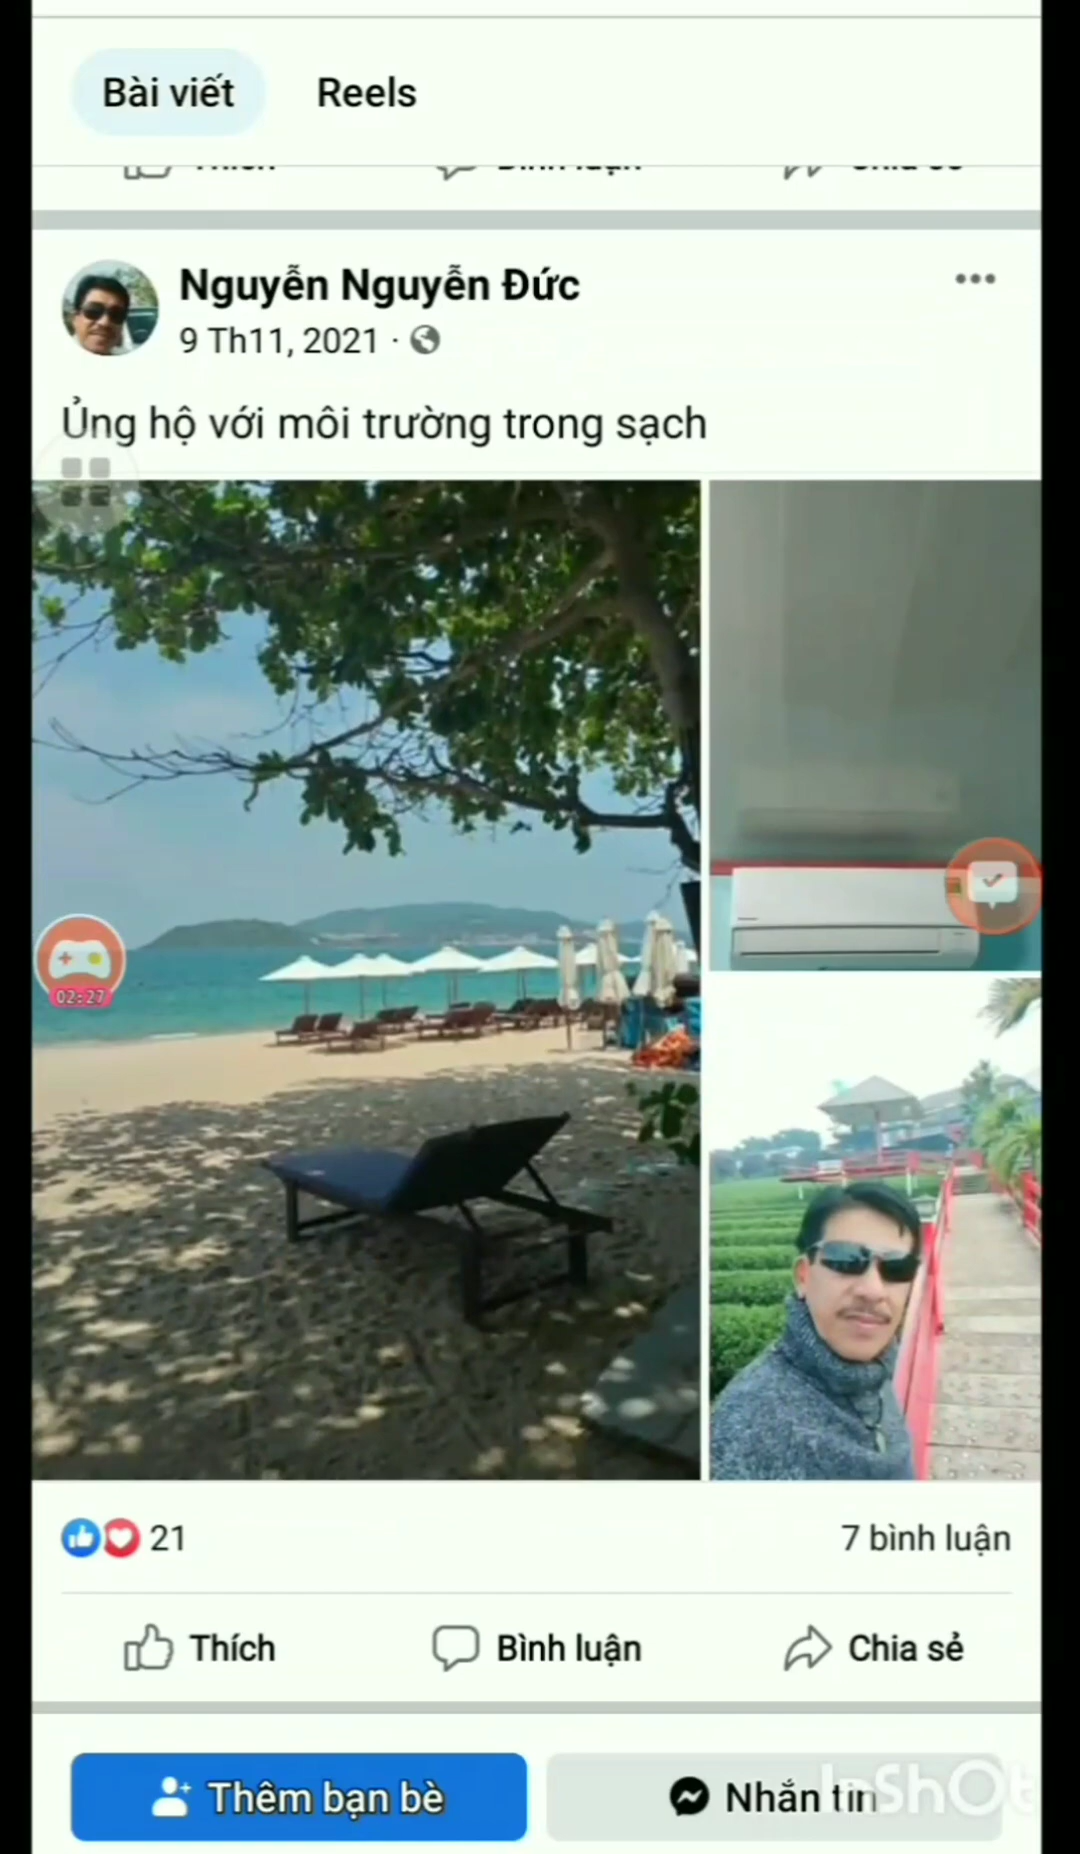 Bài viết
Reels
Nguyễn Nguyễn Đức
9 Th11, 2021 ·
Ủng hộ với môi trường trong sạch
02:27
21
7 bình luận
Thích
Bình luận
Chia sẻ
Thêm bạn bè
Nhắn tin
InShOt